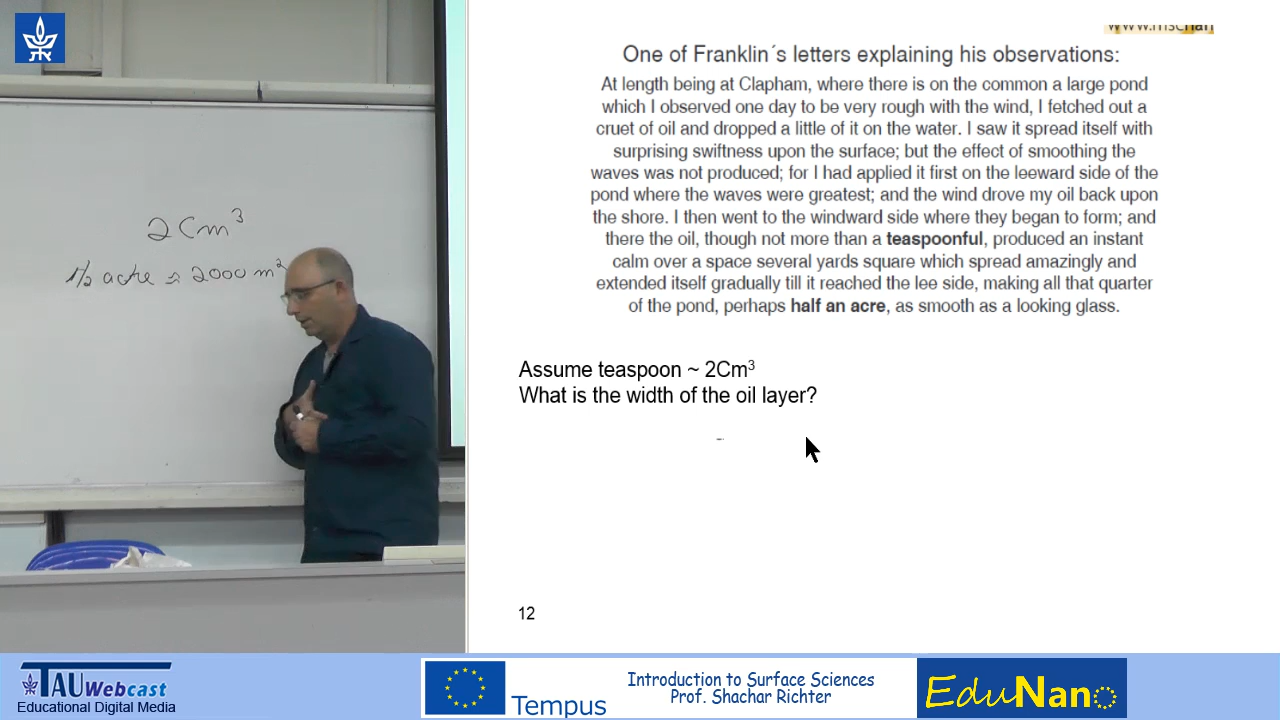 www.mschan
One of Franklin´s letters explaining his observations:
At length being at Clapham, where there is on the common a large pond
which I observed one day to be very rough with the wind, I fetched out a
cruet of oil and dropped a little of it on the water. I saw it spread itself with
surprising swiftness upon the surface; but the effect of smoothing the
waves was not produced; for I had applied it first on the leeward side of the
pond where the waves were greatest; and the wind drove my oil back upon
the shore. I then went to the windward side where they began to form; and
there the oil, though not more than a teaspoonful, produced an instant
calm over a space several yards square which spread amazingly and
extended itself gradually till it reached the lee side, making all that quarter
of the pond, perhaps half an acre, as smooth as a looking glass.
Assume teaspoon ~ 2Cm³
What is the width of the oil layer?
12
2 Cm³
1/2 acre ≈ 2000 m²
TAU Webcast
Educational Digital Media
Tempus
Introduction to Surface Sciences
Prof. Shachar Richter
EduNano